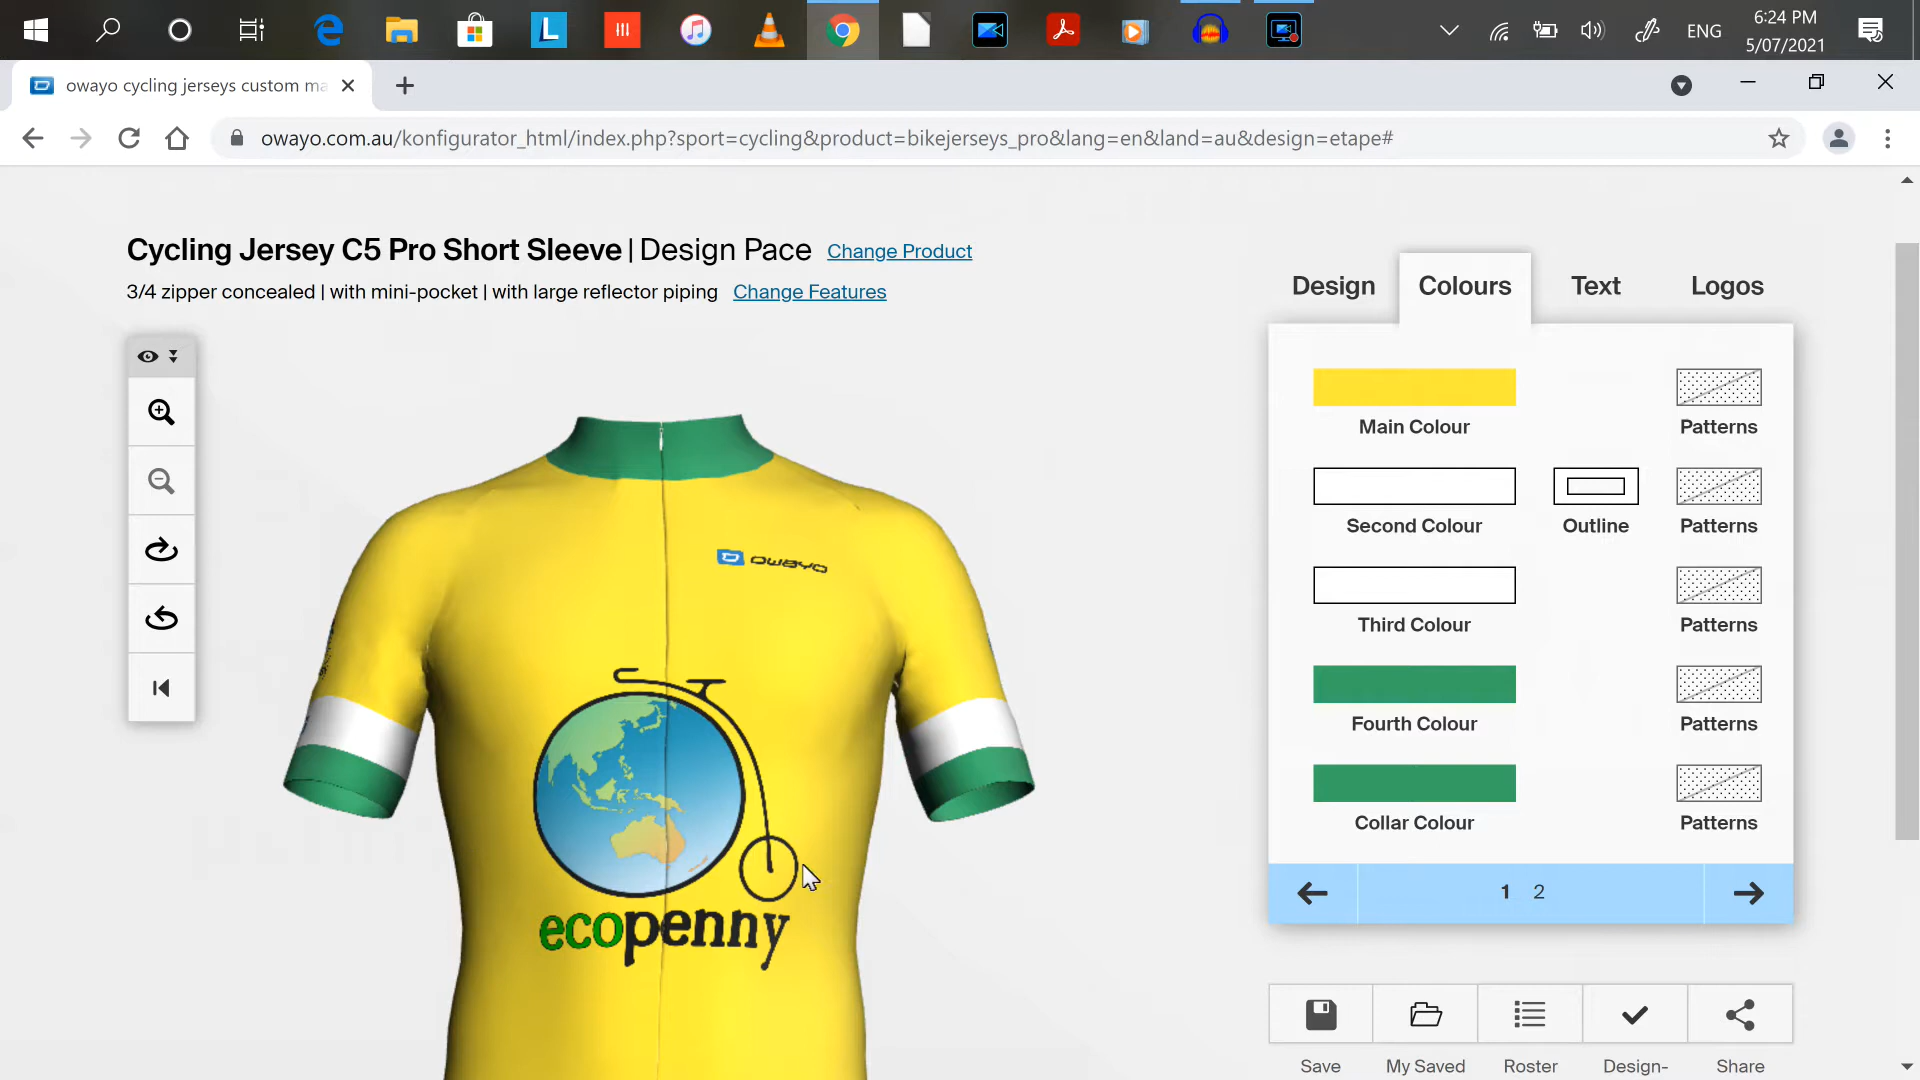 ENG
6:24 PM
5/07/2021
owayo cycling jerseys custom ma
owayo.com.au/konfigurator_html/index.php?sport=cycling&product=bikejerseys_pro&lang=en&land=au&design=etape#
Cycling Jersey C5 Pro Short Sleeve | Design Pace Change Product
3/4 zipper concealed | with mini-pocket | with large reflector piping Change Features
Design Colours Text Logos
Main Colour Patterns
Second Colour Outline Patterns
Third Colour Patterns
Fourth Colour Patterns
Collar Colour Patterns
1 2
owayo
ecopenny
Save My Saved Roster Design- Share